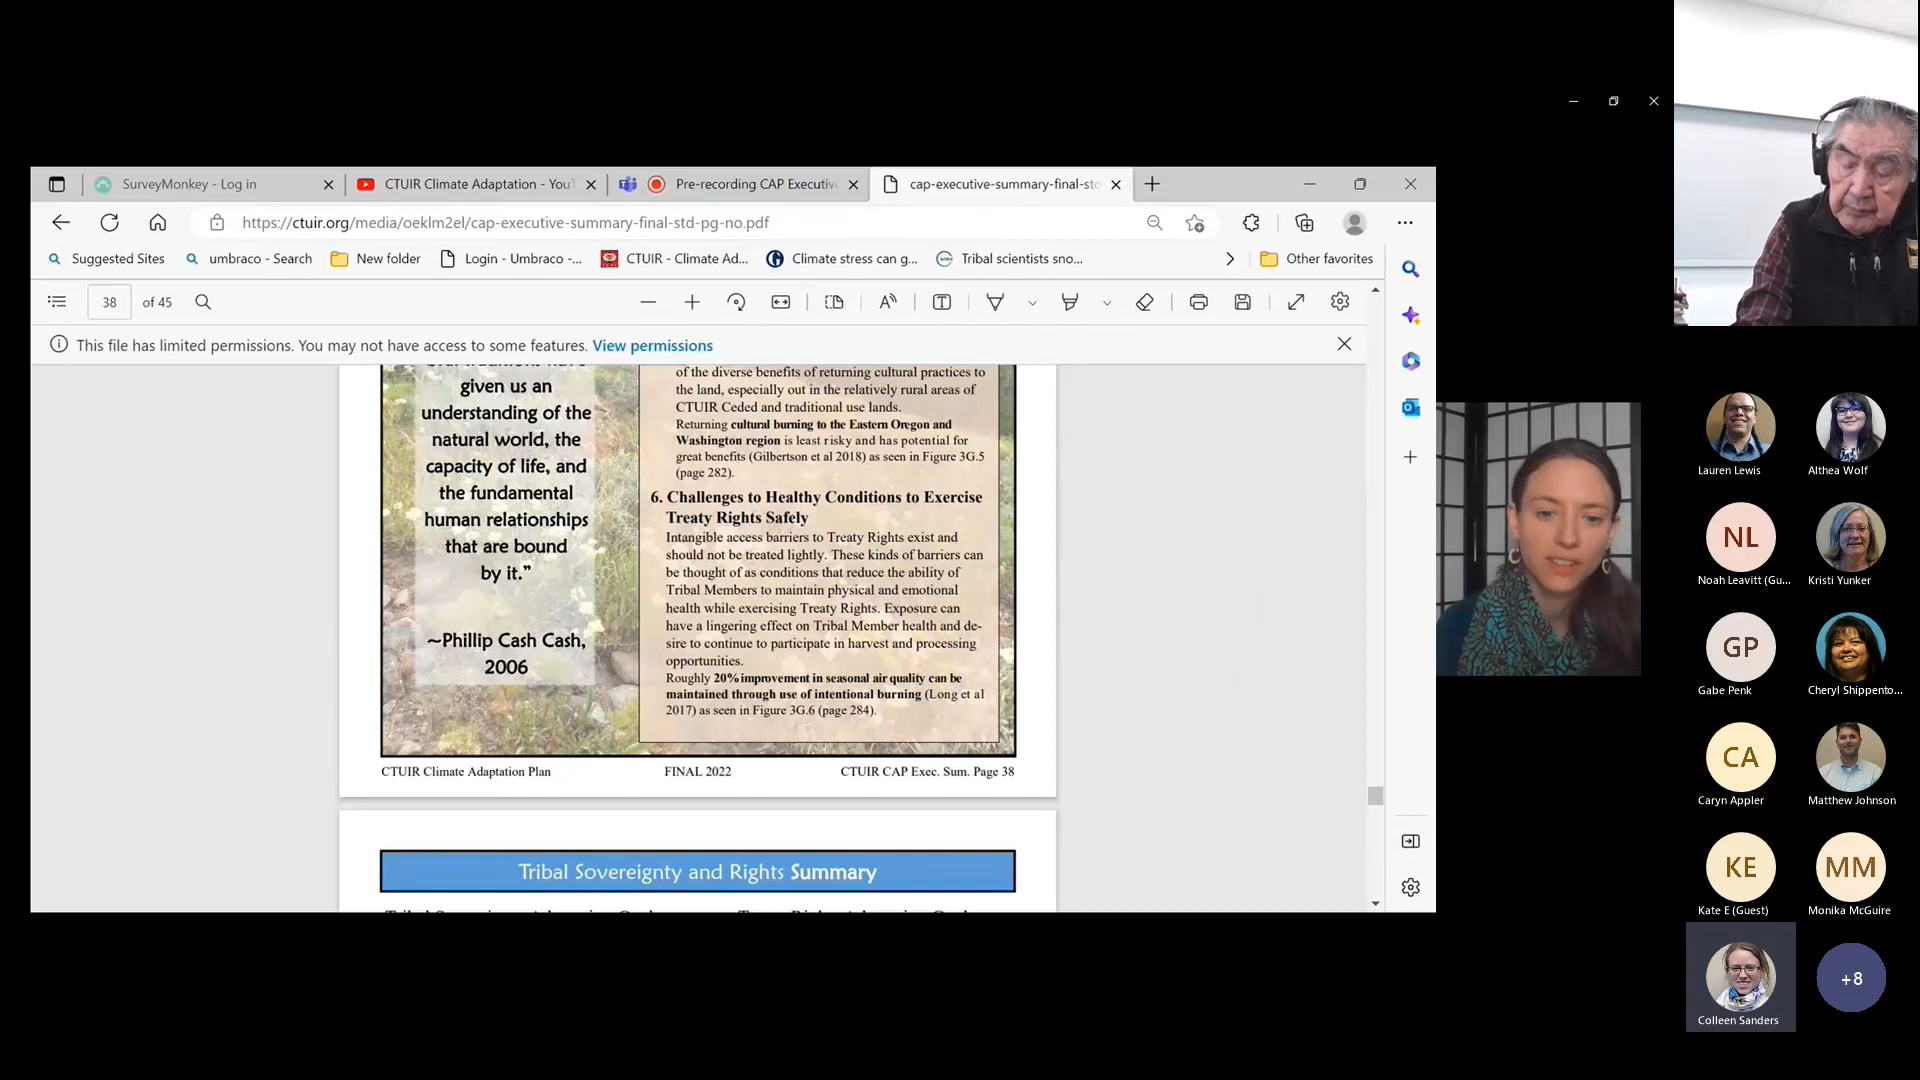 SurveyMonkey - Log in
CTUIR Climate Adaptation - YouT
Pre-recording CAP Executiv
cap-executive-summary-final-std
https://ctuir.org/media/oeklm2el/cap-executive-summary-final-std-pg-no.pdf
Suggested Sites
umbraco - Search
New folder
Login - Umbraco -...
CTUIR - Climate Ad...
Climate stress can g...
Tribal scientists sno...
Other favorites
38 of 45
This file has limited permissions. You may not have access to some features. View permissions
given us an
understanding of the
natural world, the
capacity of life, and
the fundamental
human relationships
that are bound
by it.”
~Phillip Cash Cash,
2006
of the diverse benefits of returning cultural practices to
the land, especially out in the relatively rural areas of
CTUIR Ceded and traditional use lands.
Returning cultural burning to the Eastern Oregon and
Washington region is least risky and has potential for
great benefits (Gilbertson et al 2018) as seen in Figure 3G.5
(page 282).
6. Challenges to Healthy Conditions to Exercise
Treaty Rights Safely
Intangible access barriers to Treaty Rights exist and
should not be treated lightly. These kinds of barriers can
be thought of as conditions that reduce the ability of
Tribal Members to maintain physical and emotional
health while exercising Treaty Rights. Exposure can
have a lingering effect on Tribal Member health and de-
sire to continue to participate in harvest and processing
opportunities.
Roughly 20% improvement in seasonal air quality can be
maintained through use of intentional burning (Long et al
2017) as seen in Figure 3G.6 (page 284).
CTUIR Climate Adaptation Plan
FINAL 2022
CTUIR CAP Exec. Sum. Page 38
Tribal Sovereignty and Rights Summary
Lauren Lewis
Althea Wolf
NL
Noah Leavitt (Gu...
Kristi Yunker
GP
Gabe Penk
Cheryl Shippento...
CA
Caryn Appler
Matthew Johnson
KE
Kate E (Guest)
MM
Monika McGuire
Colleen Sanders
+8